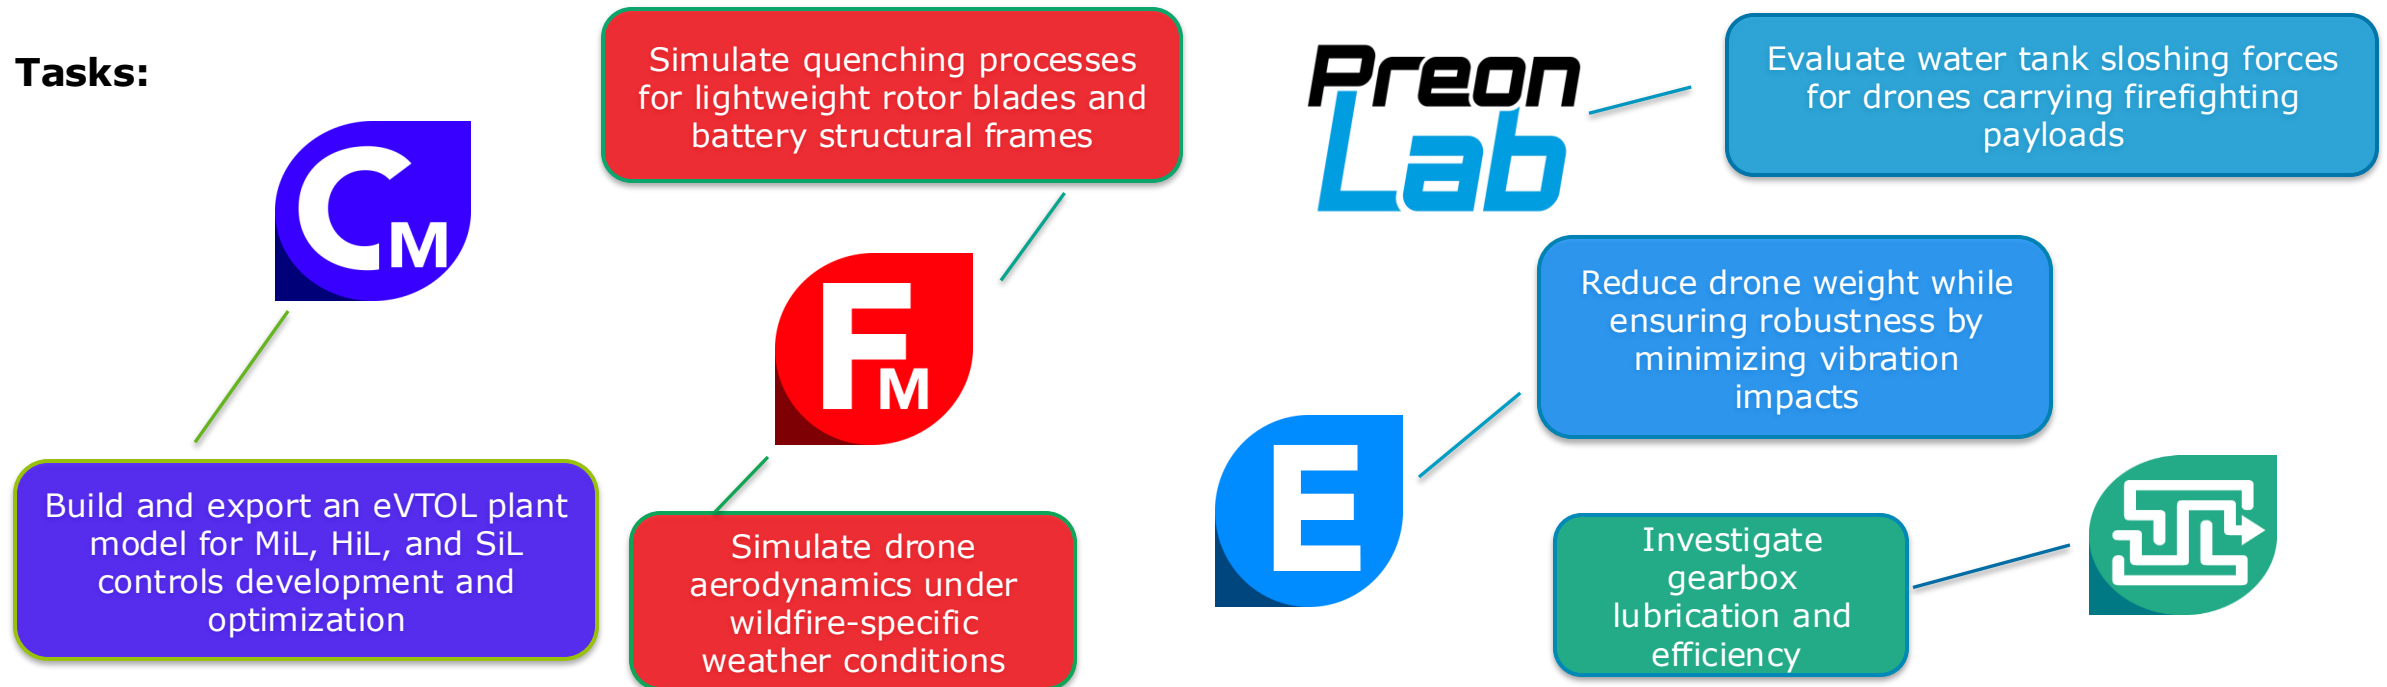 Tasks:
CM
Simulate quenching processes
for lightweight rotor blades and
battery structural frames
Preon
Lab
Evaluate water tank sloshing forces
for drones carrying firefighting
payloads
FM
Reduce drone weight while
ensuring robustness by
minimizing vibration
impacts
E
Build and export an eVTOL plant
model for MiL, HiL, and SiL
controls development and
optimization
Simulate drone
aerodynamics under
wildfire-specific
weather conditions
Investigate
gearbox
lubrication and
efficiency